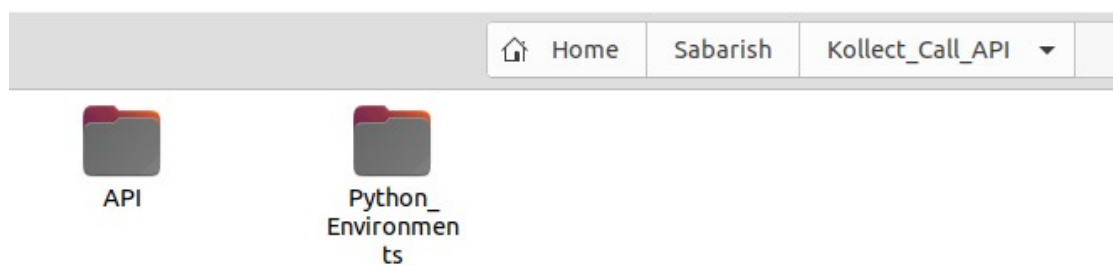 Home Sabarish Kollect_Call_API
API
Python_
Environmen
ts